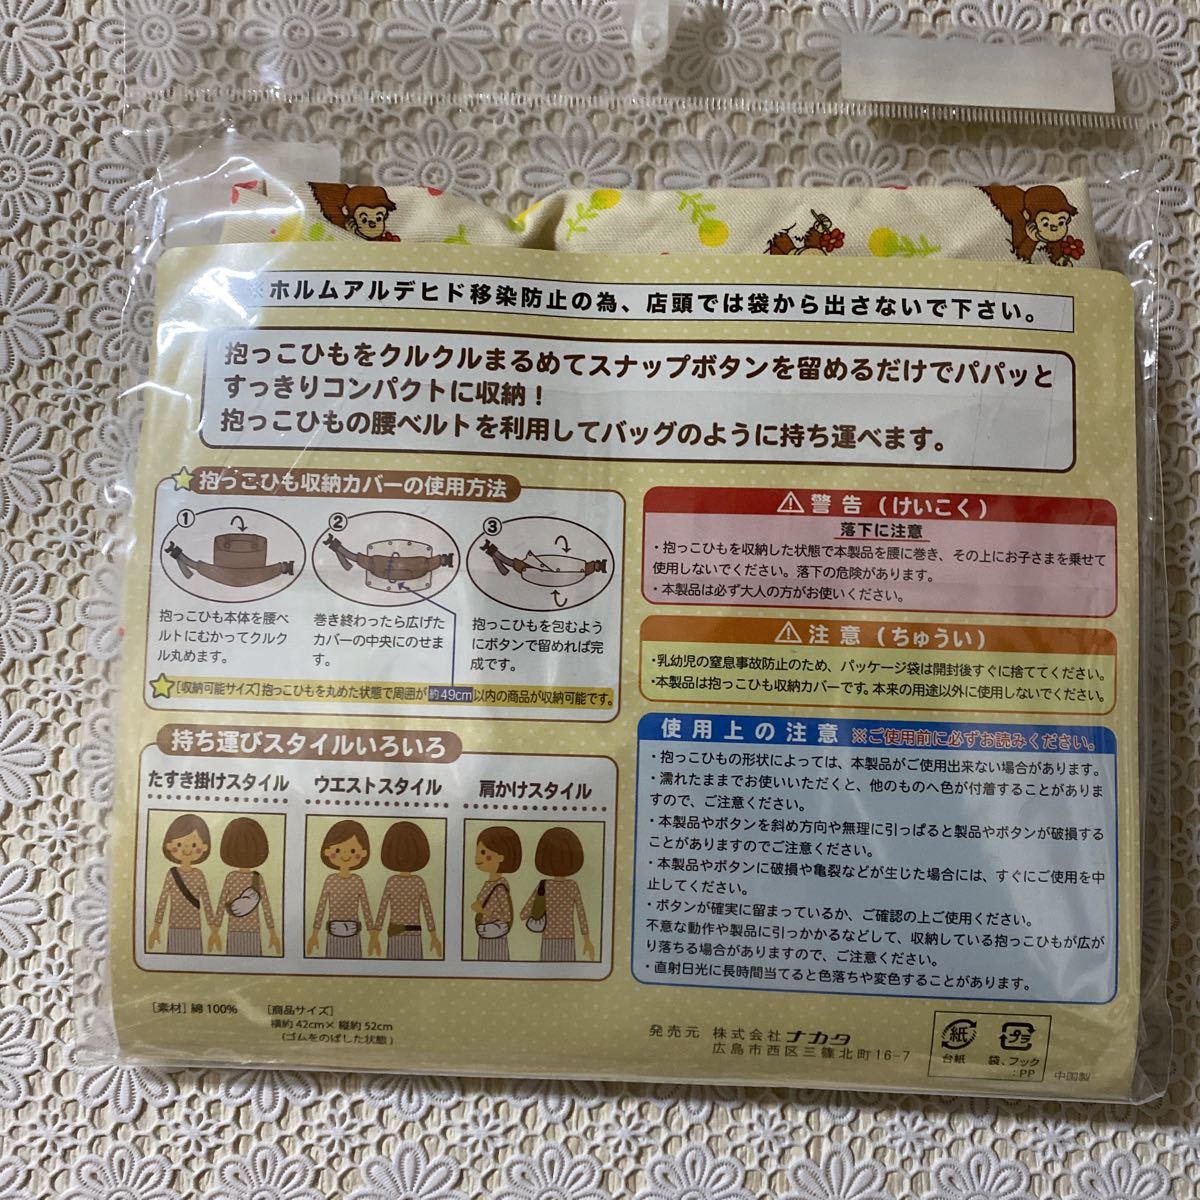 ※ホルムアルデヒド移染防止の為、店頭では袋から出さないで下さい。
抱っこひもをクルクルまるめてスナップボタンを留めるだけでパパッと
すっきりコンパクトに収納！
抱っこひもの腰ベルトを利用してバッグのように持ち運べます。
抱っこひも収納カバーの使用方法
①
②
③
抱っこひも本体を腰ベ
ルトにむかってクルク
ル丸めます。
巻き終わったら広げた
カバーの中央にのせま
す。
抱っこひもを包むよう
にボタンで留めれば完
成です。
［収納可能サイズ］抱っこひもを丸めた状態で周囲が約49cm以内の商品が収納可能です。
持ち運びスタイルいろいろ
たすき掛けスタイル
ウエストスタイル
肩かけスタイル
［素材］綿 100%
［商品サイズ］
横約 42cm× 縦約 52cm
（ゴムをのばした状態）
⚠警告（けいこく）
落下に注意
・抱っこひもを収納した状態で本製品を腰に巻き、その上にお子さまを乗せて
使用しないでください。落下の危険があります。
・本製品は必ず大人の方がお使いください。
⚠注意（ちゅうい）
・乳幼児の窒息事故防止のため、パッケージ袋は開封後すぐに捨ててください。
・本製品は抱っこひも収納カバーです。本来の用途以外に使用しないでください。
使用上の注意 ※ご使用前に必ずお読みください。
・抱っこひもの形状によっては、本製品がご使用出来ない場合があります。
・濡れたままでお使いいただくと、他のものへ色が付着することがありま
すので、ご注意ください。
・本製品やボタンを斜め方向や無理に引っぱると製品やボタンが破損する
ことがありますのでご注意ください。
・本製品やボタンに破損や亀裂などが生じた場合には、すぐにご使用を中
止してください。
・ボタンが確実に留まっているか、ご確認の上ご使用ください。
不意な動作や製品に引っかかるなどして、収納している抱っこひもが広が
り落ちる場合がありますので、ご注意ください。
・直射日光に長時間当てると色落ちや変色することがあります。
発売元 株式会社ナカタ
広島市西区三篠北町16-7
紙
台紙
プラ
袋、フック
:PP
中国製